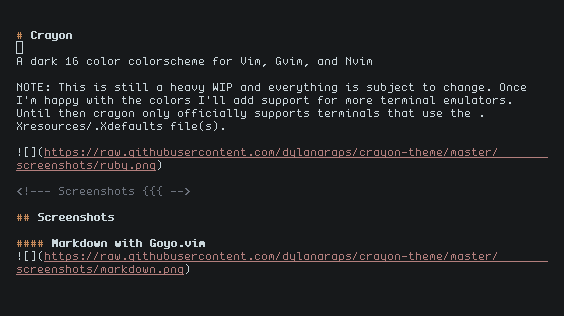 # Crayon
A dark 16 color colorscheme for Vim, Gvim, and Nvim
NOTE: This is still a heavy WIP and everything is subject to change. Once
I'm happy with the colors I'll add support for more terminal emulators.
Until then crayon only officially supports terminals that use the .
Xresources/.Xdefaults file(s).
![](https://raw.githubusercontent.com/dylanaraps/crayon-theme/master/
screenshots/ruby.png)
<!--- Screenshots {{{ -->
## Screenshots
#### Markdown with Goyo.vim
![](https://raw.githubusercontent.com/dylanaraps/crayon-theme/master/
screenshots/markdown.png)